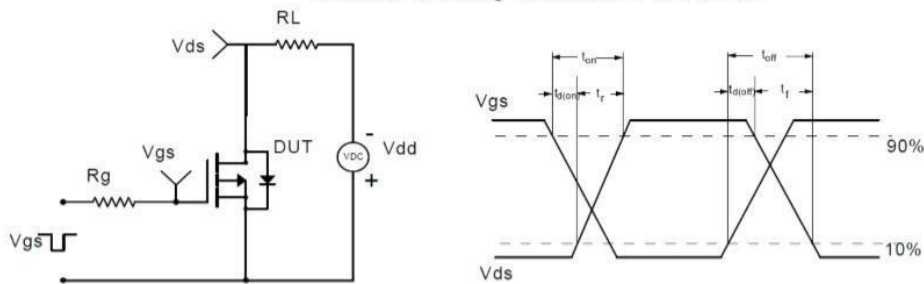 RL
Vds
Vgs
DUT
VDC
-
Vdd
+
Rg
Vgs
ton
toff
td(on)
tr
td(off)
tf
Vgs
90%
10%
Vds